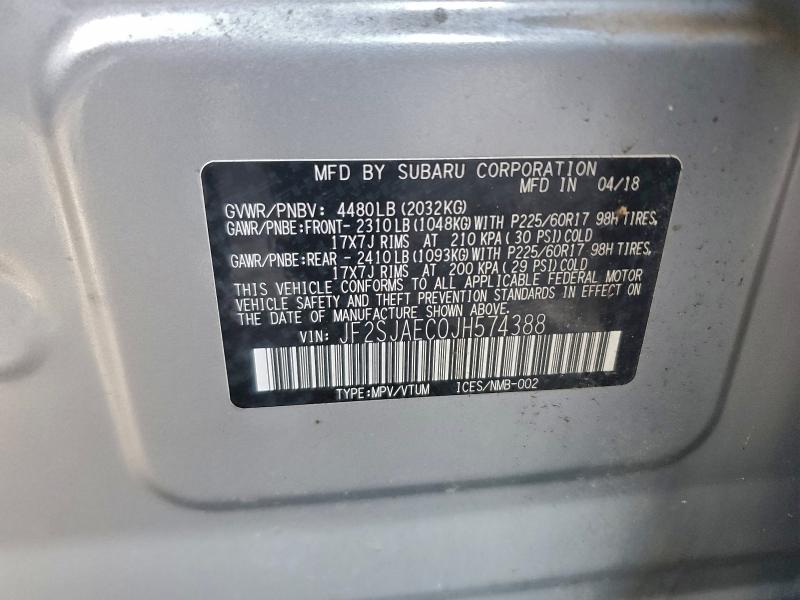 MFD BY SUBARU CORPORATION
MFD IN 04/18
GVWR/PNBV: 4480LB(2032KG)
GAWR/PNBE:FRONT- 2310LB(1048KG)WITH P225/60R17 98H TIRES,
17X7J RIMS AT 210 KPA(30 PSI)COLD
GAWR/PNBE:REAR - 2410LB(1093KG)WITH P225/60R17 98H TIRES,
17X7J RIMS AT 200 KPA(29 PSI)COLD
THIS VEHICLE CONFORMS TO ALL APPLICABLE FEDERAL MOTOR
VEHICLE SAFETY AND THEFT PREVENTION STANDARDS IN EFFECT ON
THE DATE OF MANUFACTURE SHOWN ABOVE.
VIN: JF2SJAEC0JH574388
TYPE:MPV/VTUM ICES/NMB-002